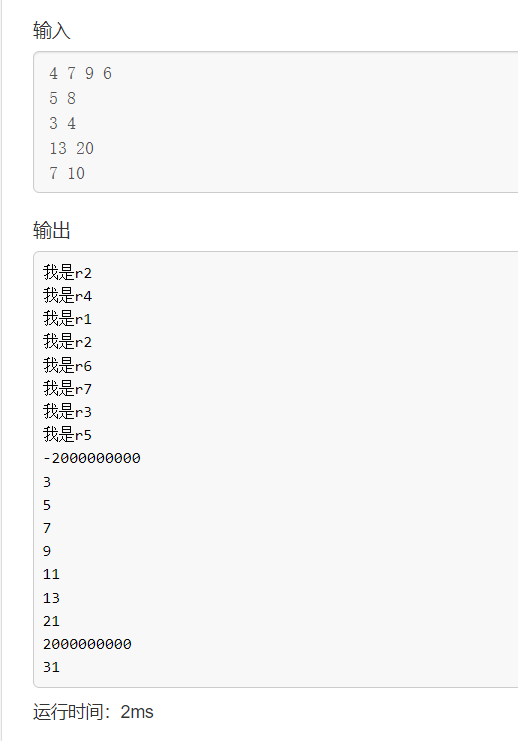 输入
4 7 9 6
5 8
3 4
13 20
7 10
输出
我是r2
我是r4
我是r1
我是r2
我是r6
我是r7
我是r3
我是r5
-2000000000
3
5
7
9
11
13
21
2000000000
31
运行时间：2ms